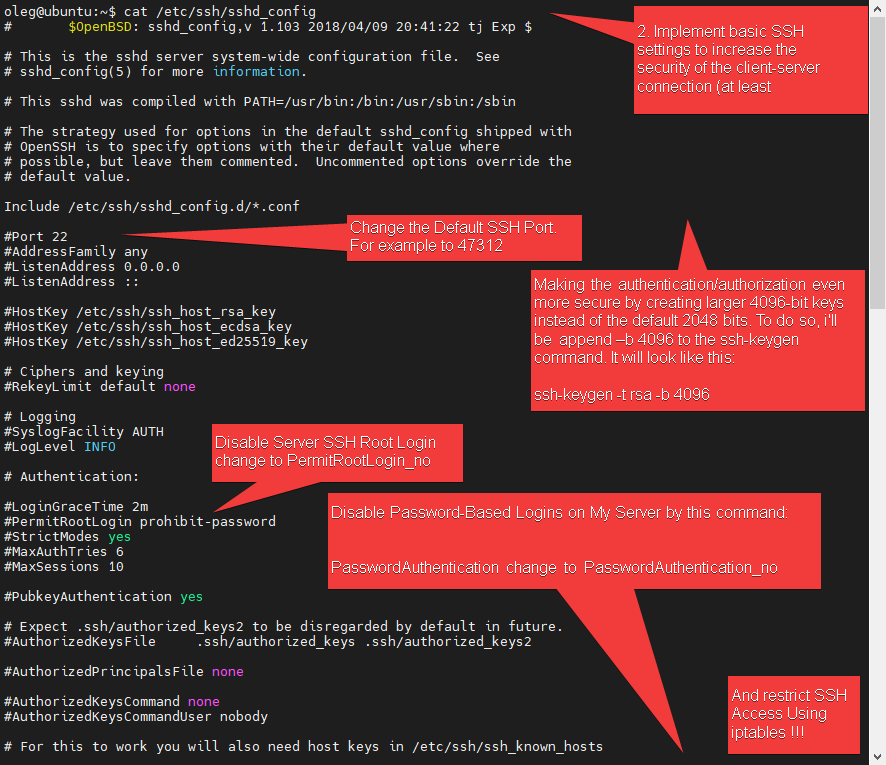 oleg@ubuntu:~$ cat /etc/ssh/sshd_config
#       $OpenBSD: sshd_config,v 1.103 2018/04/09 20:41:22 tj Exp $
2. Implement basic SSH
settings to increase the
security of the client-server
connection (at least
# This is the sshd server system-wide configuration file.  See
# sshd_config(5) for more information.
# This sshd was compiled with PATH=/usr/bin:/bin:/usr/sbin:/sbin
# The strategy used for options in the default sshd_config shipped with
# OpenSSH is to specify options with their default value where
# possible, but leave them commented.  Uncommented options override the
# default value.
Include /etc/ssh/sshd_config.d/*.conf
Change the Default SSH Port.
For example to 47312
#Port 22
#AddressFamily any
#ListenAddress 0.0.0.0
#ListenAddress ::
Making the authentication/authorization even
more secure by creating larger 4096-bit keys
instead of the default 2048 bits. To do so, i'll
be append –b 4096 to the ssh-keygen
command. It will look like this:
ssh-keygen -t rsa -b 4096
#HostKey /etc/ssh/ssh_host_rsa_key
#HostKey /etc/ssh/ssh_host_ecdsa_key
#HostKey /etc/ssh/ssh_host_ed25519_key
# Ciphers and keying
#RekeyLimit default none
# Logging
#SyslogFacility AUTH
#LogLevel INFO
Disable Server SSH Root Login
change to PermitRootLogin_no
# Authentication:
#LoginGraceTime 2m
#PermitRootLogin prohibit-password
#StrictModes yes
#MaxAuthTries 6
#MaxSessions 10
Disable Password-Based Logins on My Server by this command:
PasswordAuthentication change to PasswordAuthentication_no
#PubkeyAuthentication yes
# Expect .ssh/authorized_keys2 to be disregarded by default in future.
#AuthorizedKeysFile     .ssh/authorized_keys .ssh/authorized_keys2
#AuthorizedPrincipalsFile none
#AuthorizedKeysCommand none
#AuthorizedKeysCommandUser nobody
And restrict SSH
Access Using
iptables !!!
# For this to work you will also need host keys in /etc/ssh/ssh_known_hosts